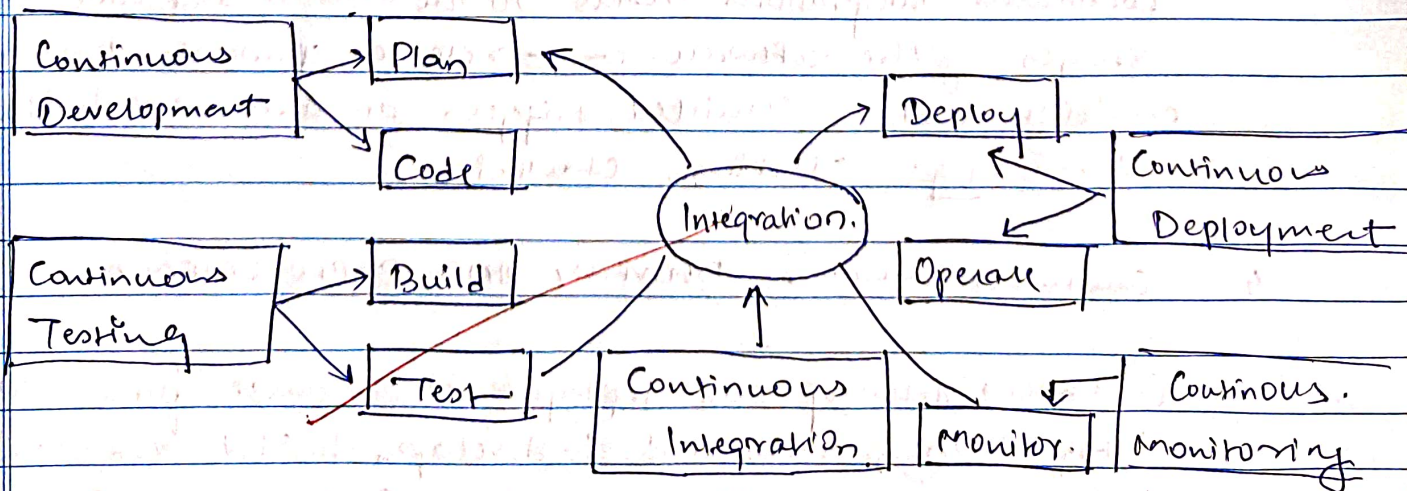 Continuous
Development
Plan
Code
Deploy
Continuous
Deployment
Integration.
Continuous
Testing
Build
Test
Operate
Continuous
Integration.
Monitor.
Continous.
Monitoring